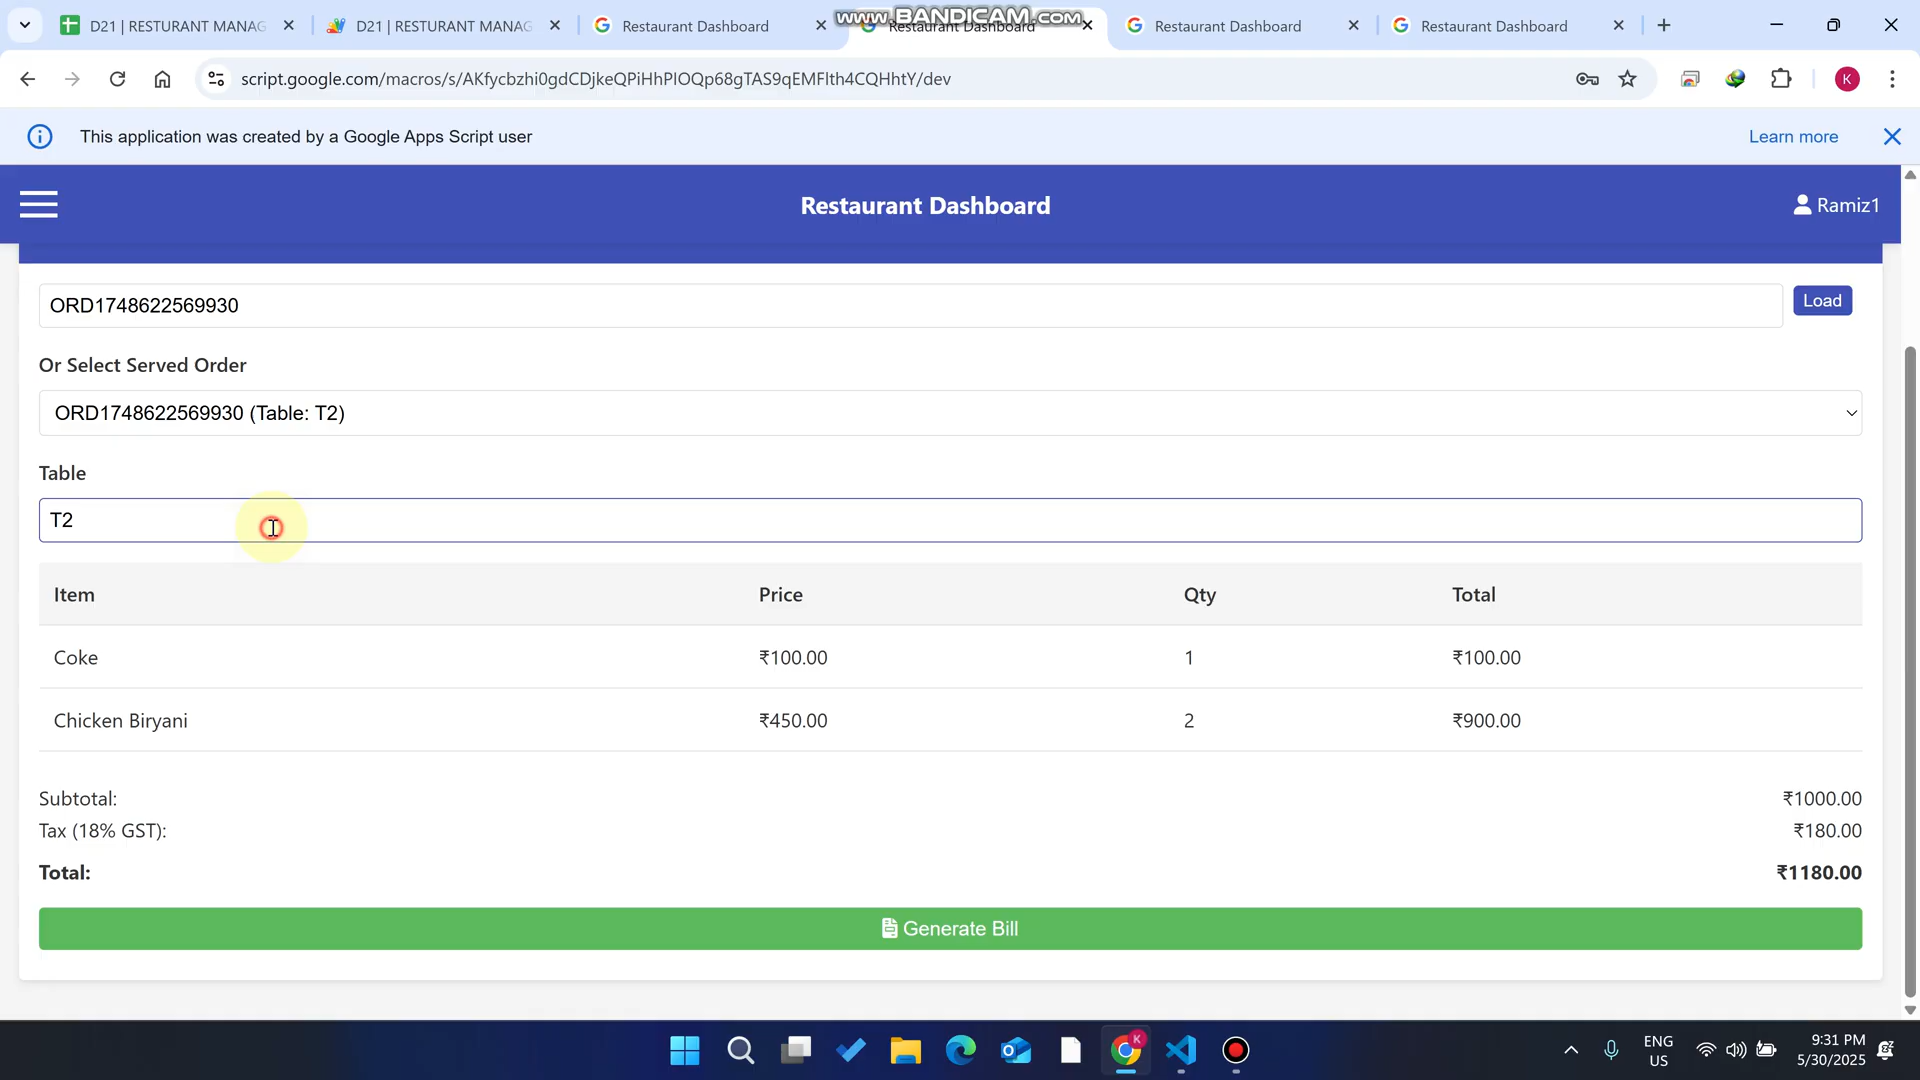 D21 | RESTURANT MANAG
D21 | RESTURANT MANAG
Restaurant Dashboard
Restaurant Dashboard
Restaurant Dashboard
Restaurant Dashboard
www.BANDICAM.COM
script.google.com/macros/s/AKfycbzhi0gdCDjkeQPiHhPIOQp68gTAS9qEMFlth4CQHhtY/dev
K
This application was created by a Google Apps Script user
Learn more
Restaurant Dashboard
Ramiz1
ORD1748622569930
Load
Or Select Served Order
ORD1748622569930 (Table: T2)
Table
T2
Item Price Qty Total
Coke ₹100.00 1 ₹100.00
Chicken Biryani ₹450.00 2 ₹900.00
Subtotal: ₹1000.00
Tax (18% GST): ₹180.00
Total: ₹1180.00
Generate Bill
K
ENG
US
9:31 PM
5/30/2025